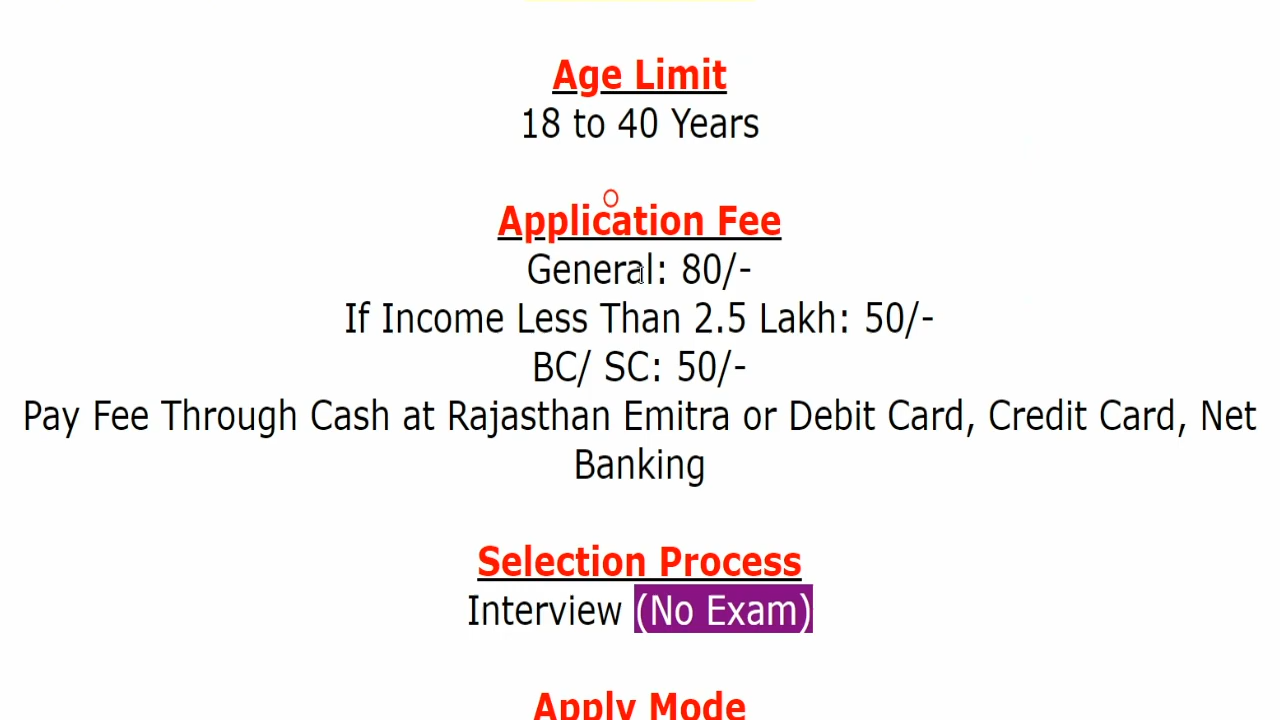 Age Limit
18 to 40 Years
Application Fee
General: 80/-
If Income Less Than 2.5 Lakh: 50/-
BC/ SC: 50/-
Pay Fee Through Cash at Rajasthan Emitra or Debit Card, Credit Card, Net
Banking
Selection Process
Interview (No Exam)
Apply Mode